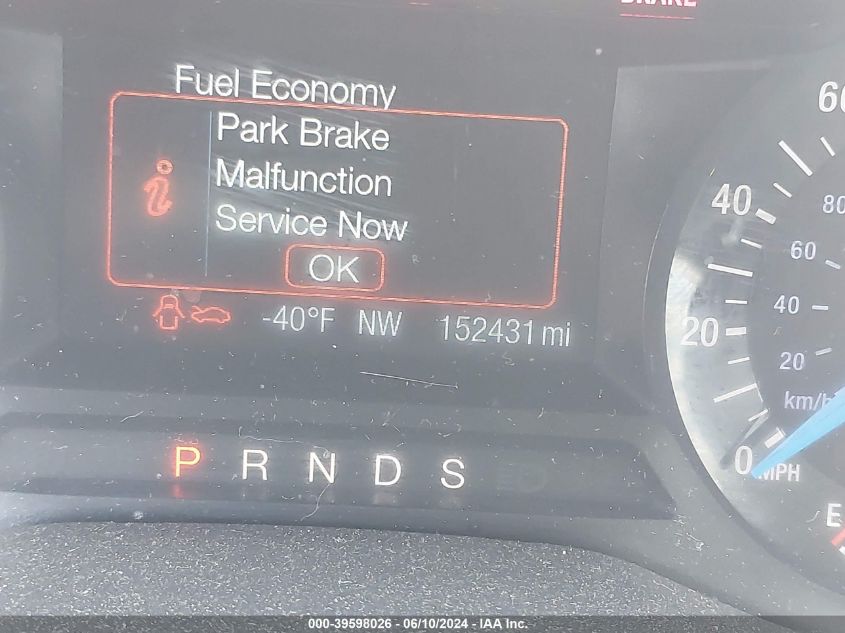 BRAKE
Fuel Economy
Park Brake
Malfunction
Service Now
OK
-40°F NW 152431 mi
P R N D S
60
40
20
0
MPH
80
60
40
20
km/h
E
000-39598026 - 06/10/2024 - IAA Inc.